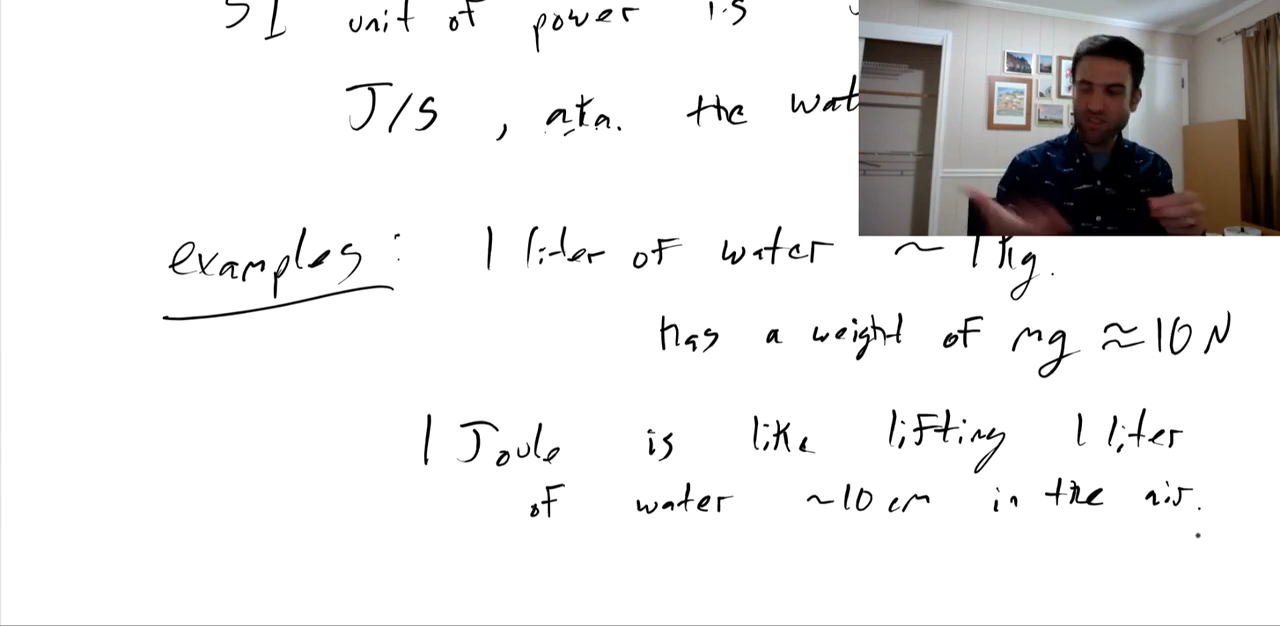 SI unit of power is
J/s, aka. the wat
examples: 1 liter of water ~ 1 kg.
has a weight of mg ≈ 10 N
1 Joule is like lifting 1 liter
of water ~10 cm in the air.